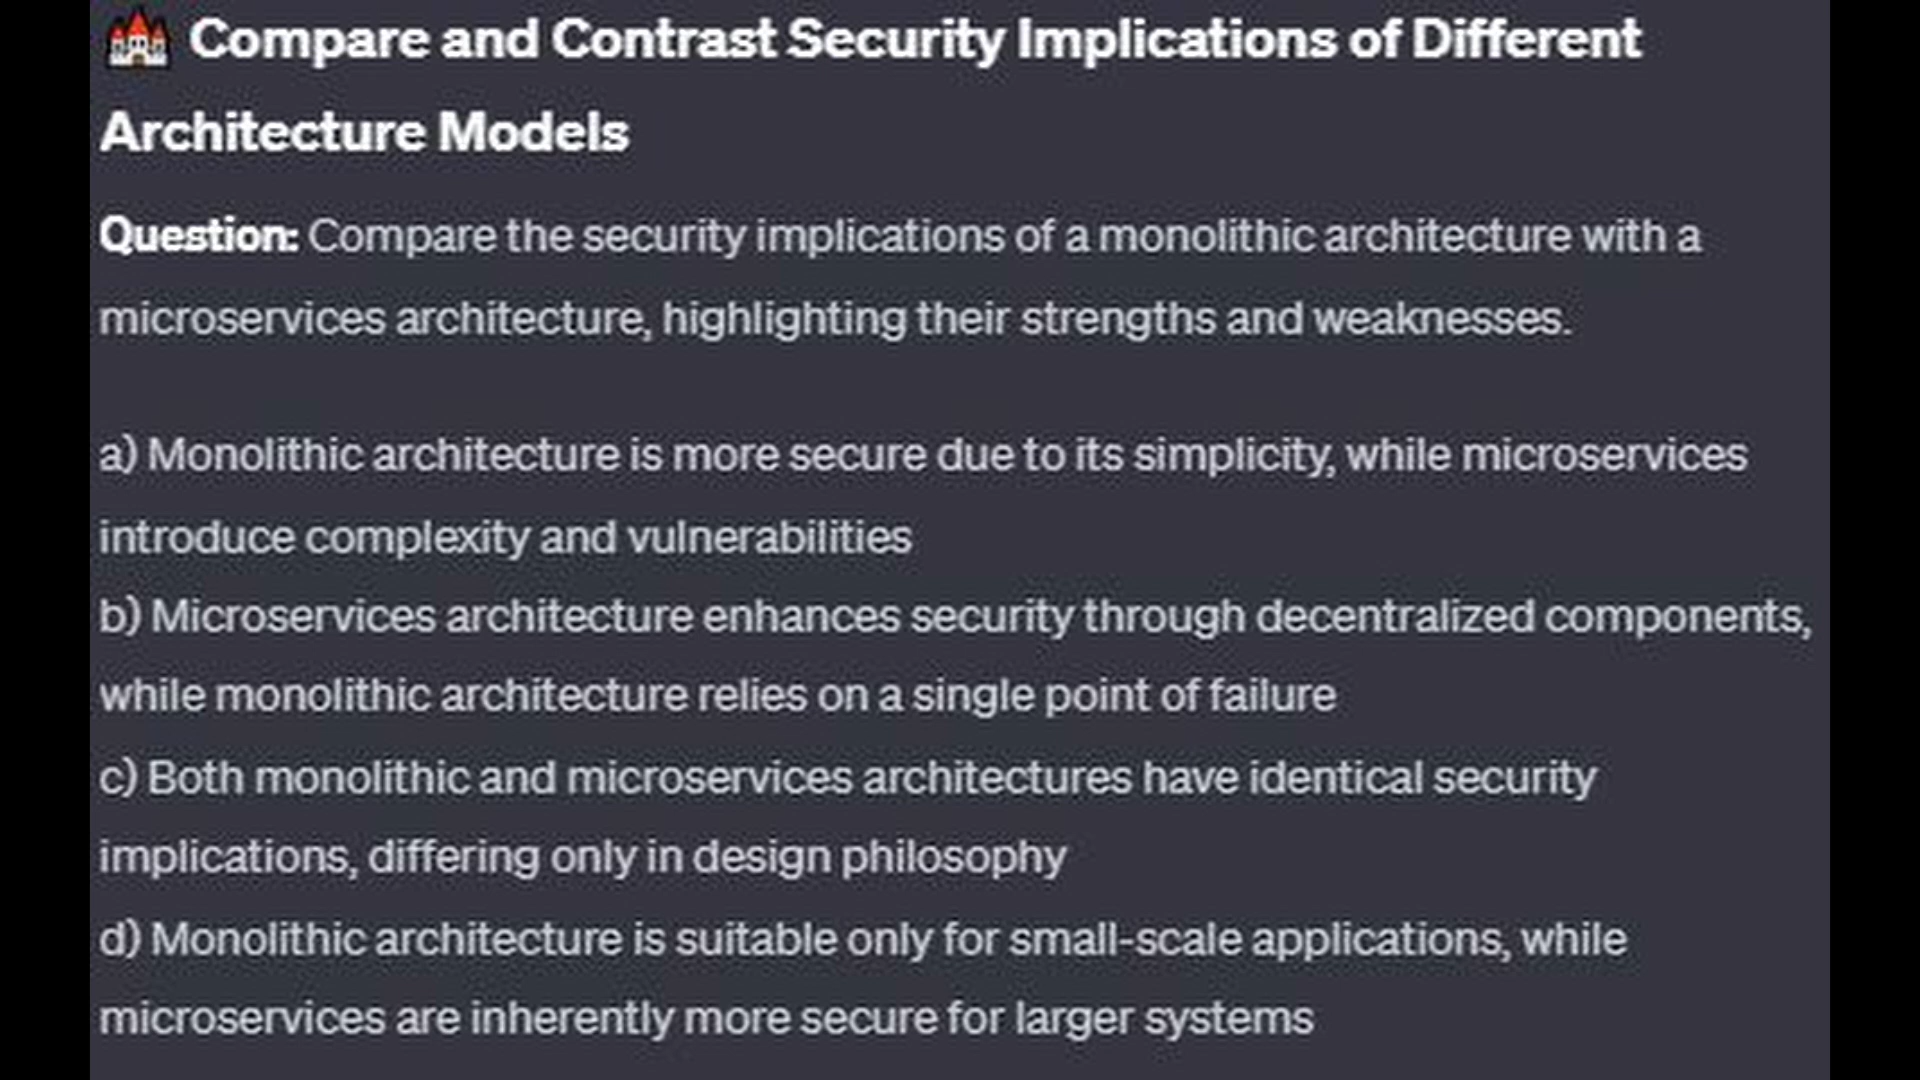 Compare and Contrast Security Implications of Different
Architecture Models
Question: Compare the security implications of a monolithic architecture with a
microservices architecture, highlighting their strengths and weaknesses.
a) Monolithic architecture is more secure due to its simplicity, while microservices
introduce complexity and vulnerabilities
b) Microservices architecture enhances security through decentralized components,
while monolithic architecture relies on a single point of failure
c) Both monolithic and microservices architectures have identical security
implications, differing only in design philosophy
d) Monolithic architecture is suitable only for small-scale applications, while
microservices are inherently more secure for larger systems